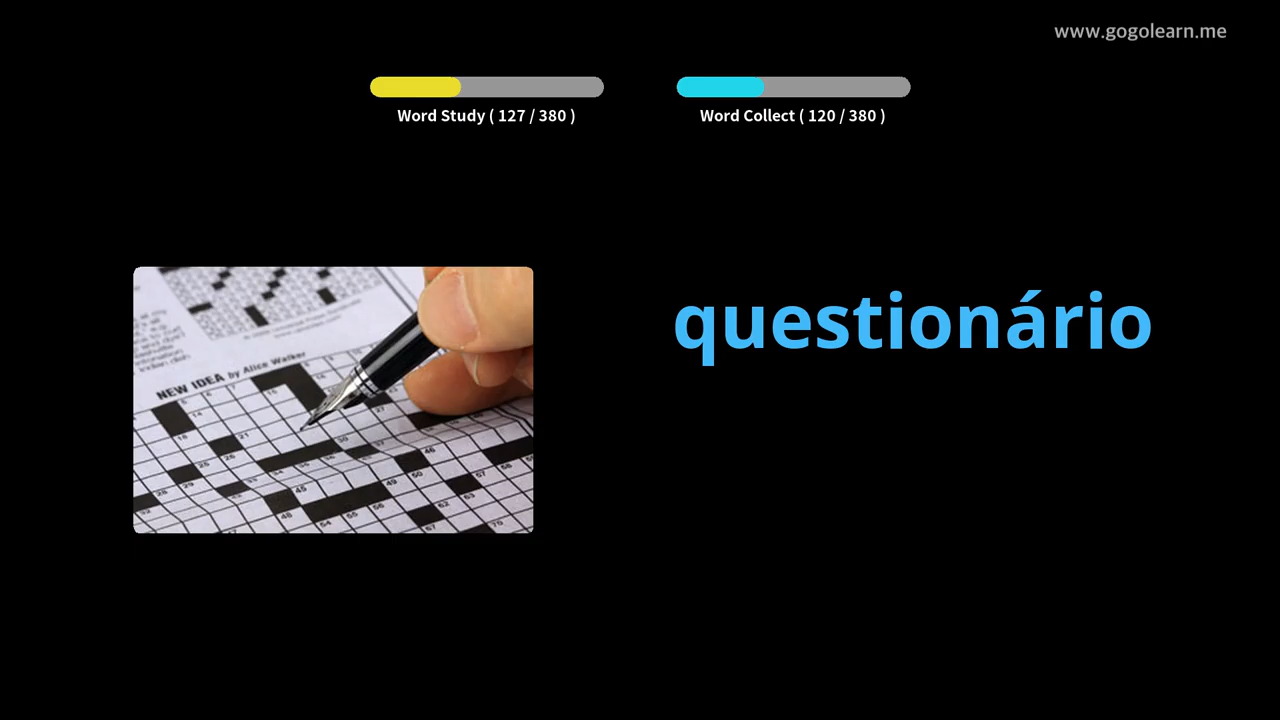 www.gogolearn.me
Word Study ( 127 / 380 )
Word Collect ( 120 / 380 )
questionário
NEW IDEA by Alice Walker